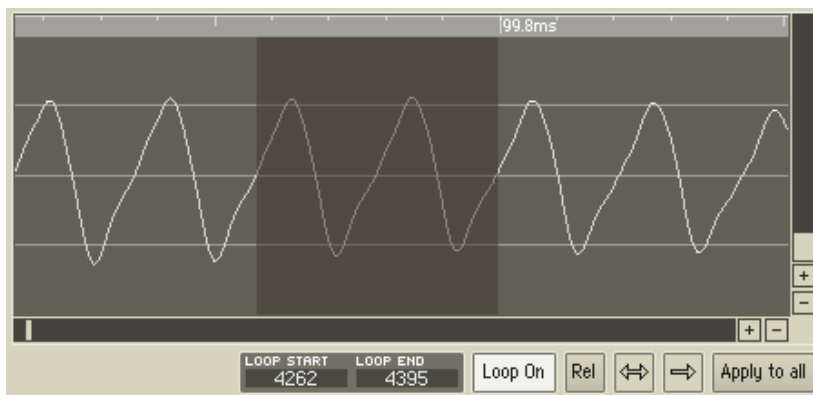 99.8ms
+
−
+ −
LOOP START LOOP END
4262 4395 Loop On Rel Apply to all